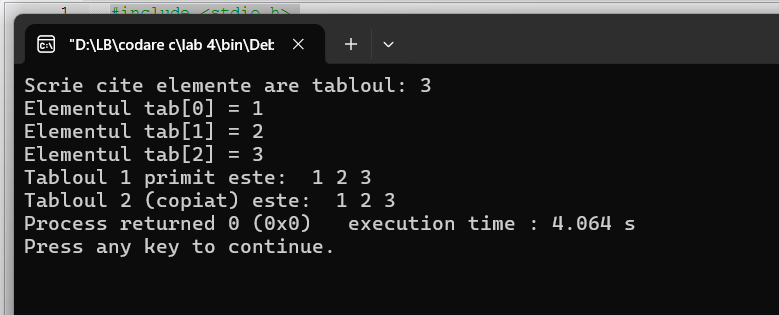 1 #include <stdio.h>
"D:\LB\codare c\lab 4\bin\Det
Scrie cite elemente are tabloul: 3
Elementul tab[0] = 1
Elementul tab[1] = 2
Elementul tab[2] = 3
Tabloul 1 primit este:  1 2 3
Tabloul 2 (copiat) este:  1 2 3
Process returned 0 (0x0)   execution time : 4.064 s
Press any key to continue.